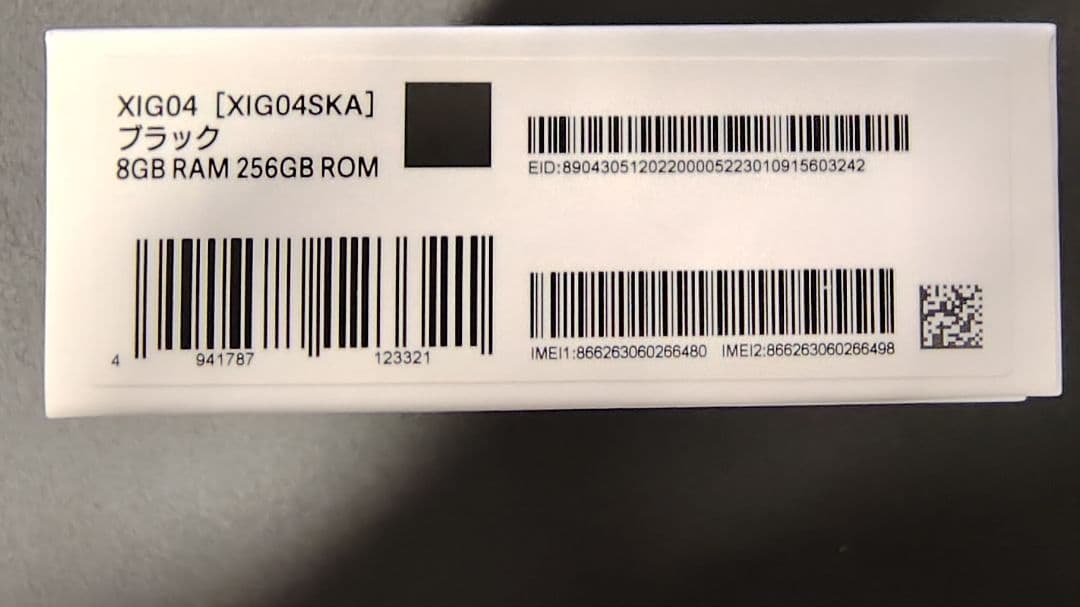 XIG04 [XIG04SKA]
ブラック
8GB RAM 256GB ROM
EID:89043051202200005223010915603242
4 941787 123321
IMEI1:866263060266480 IMEI2:866263060266498